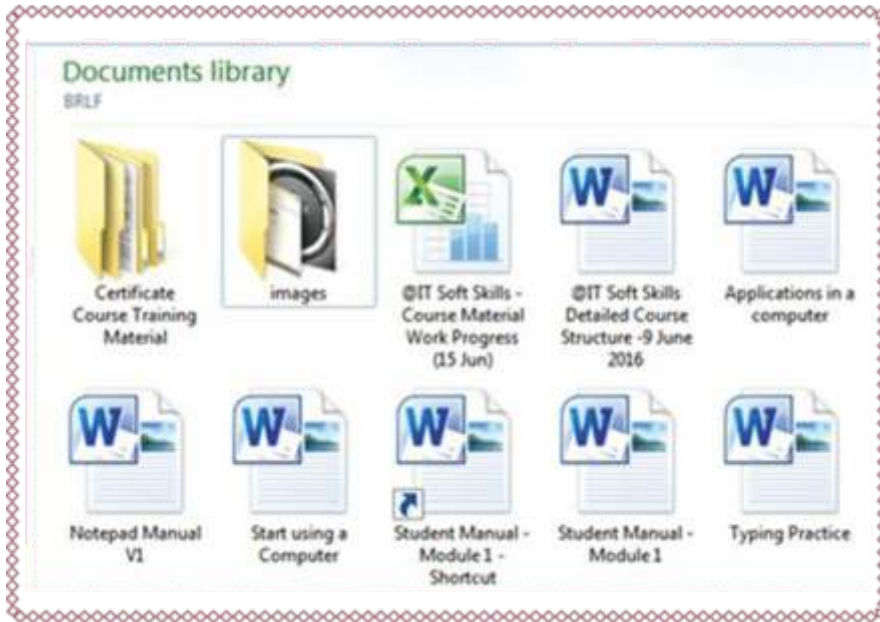 Documents library
BRLF
Certificate
Course Training
Material
images
@IT Soft Skills -
Course Material
Work Progress
(15 Jun)
@IT Soft Skills
Detailed Course
Structure -9 June
2016
Applications in a
computer
Notepad Manual
V1
Start using a
Computer
Student Manual -
Module 1 -
Shortcut
Student Manual -
Module 1
Typing Practice